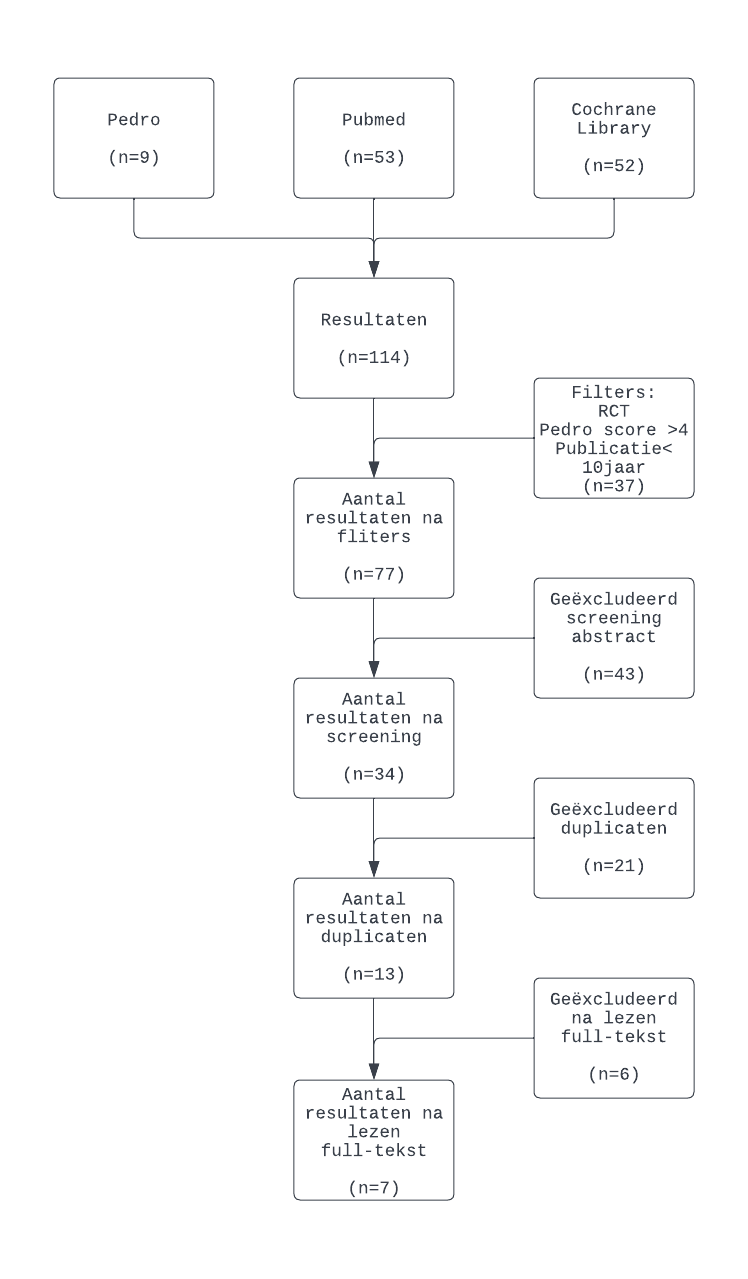 Pedro
(n=9)
Pubmed
(n=53)
Cochrane
Library
(n=52)
Resultaten
(n=114)
Filters:
RCT
Pedro score >4
Publicatie<
10jaar
(n=37)
Aantal
resultaten na
fliters
(n=77)
Geëxcludeerd
screening
abstract
(n=43)
Aantal
resultaten na
screening
(n=34)
Geëxcludeerd
duplicaten
(n=21)
Aantal
resultaten na
duplicaten
(n=13)
Geëxcludeerd
na lezen
full-tekst
(n=6)
Aantal
resultaten na
lezen
full-tekst
(n=7)